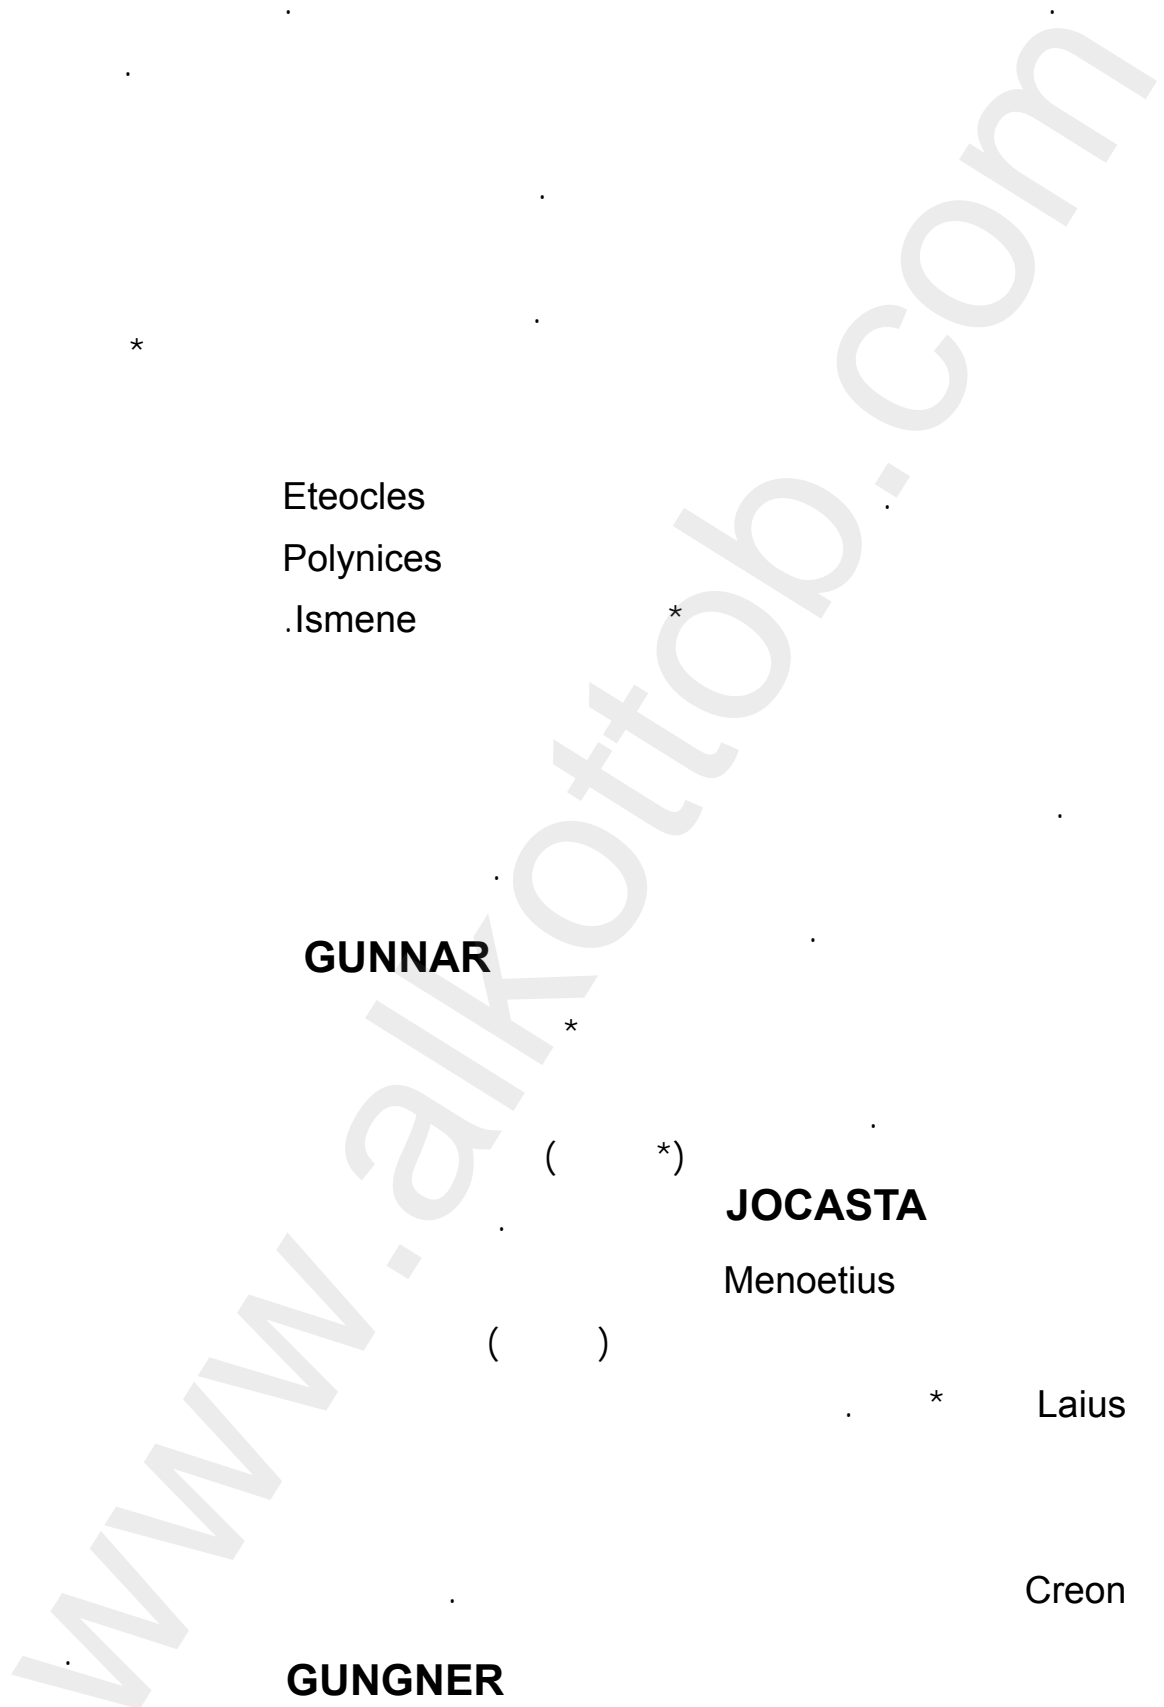 . .
.
.
.
*
Eteocles .
Polynices
.Ismene *
.
.
GUNNAR .
*
.
( *)
JOCASTA
.
Menoetius
( )
. * Laius
Creon
.
.
GUNGNER
www.alkottob.com